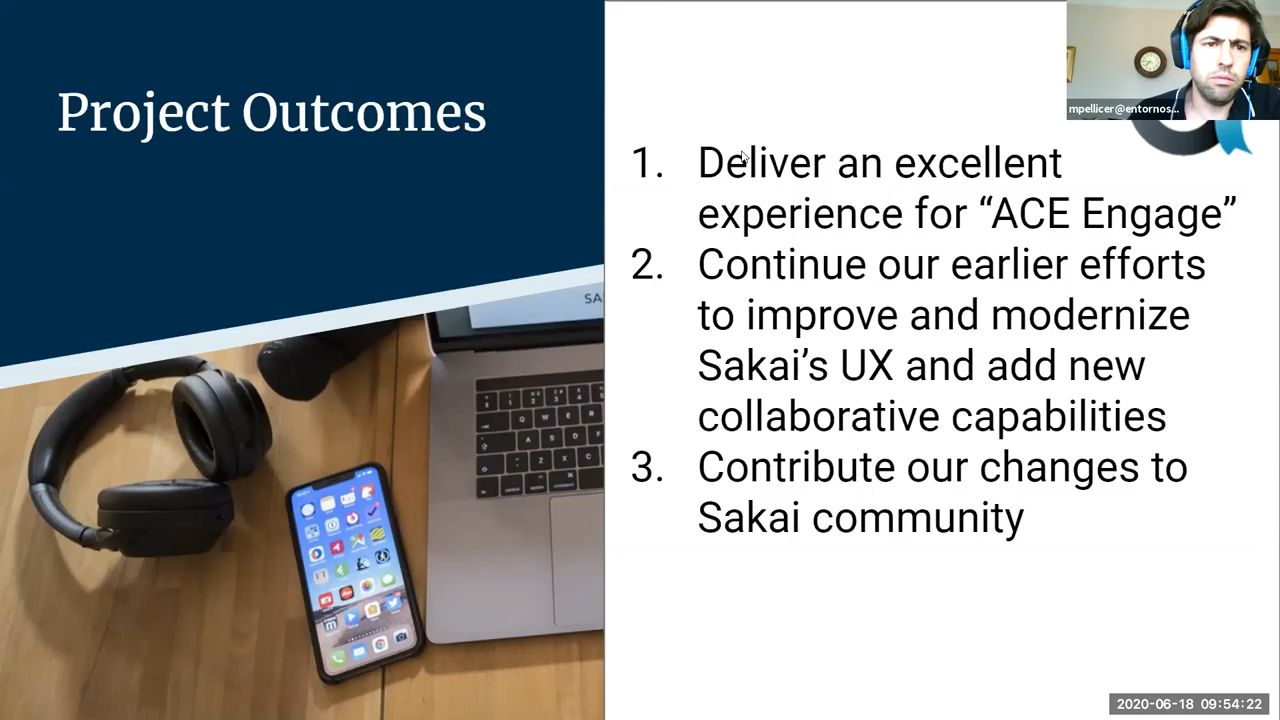 Project Outcomes
mpellicer@entornos...
1. Deliver an excellent
experience for “ACE Engage”
2. Continue our earlier efforts
to improve and modernize
Sakai’s UX and add new
collaborative capabilities
3. Contribute our changes to
Sakai community
SA
2020-06-18 09:54:22